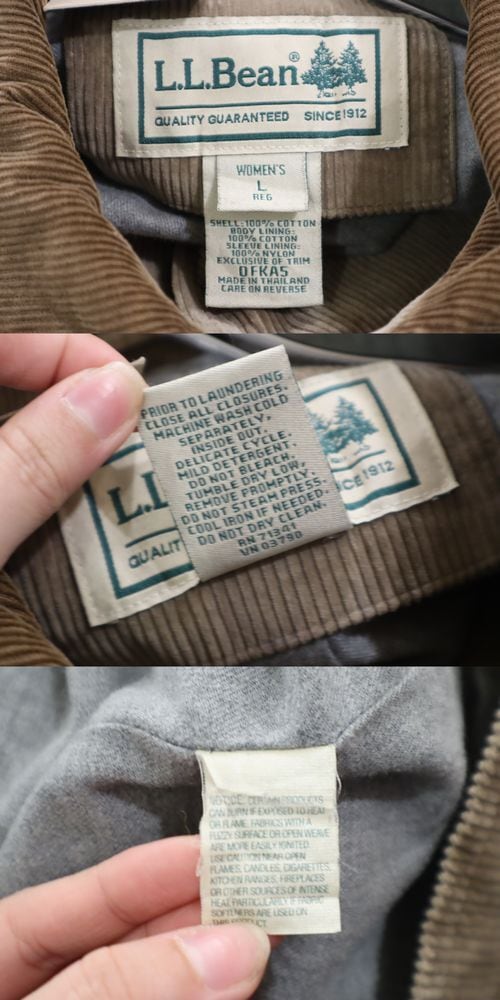 L.L.Bean®
QUALITY GUARANTEED SINCE 1912
WOMEN'S
L
REG
SHELL: 100% COTTON
BODY LINING:
100% COTTON
SLEEVE LINING:
100% NYLON
EXCLUSIVE OF TRIM
OFKA5
MADE IN THAILAND
CARE ON REVERSE
PRIOR TO LAUNDERING
CLOSE ALL CLOSURES.
MACHINE WASH COLD
SEPARATELY,
INSIDE OUT,
DELICATE CYCLE.
MILD DETERGENT.
DO NOT BLEACH.
TUMBLE DRY LOW,
REMOVE PROMPTLY.
DO NOT STEAM PRESS.
COOL IRON IF NEEDED.
DO NOT DRY CLEAN.
RN 71341
VN 03790
L.L
QUALIT
NCE 1912
NOTICE: CERTAIN PRODUCTS
CAN BURN IF EXPOSED TO HEAT
OR FLAME. FABRICS WITH A
FUZZY SURFACE OR OPEN WEAVE
ARE MORE EASILY IGNITED.
USE CAUTION NEAR OPEN
FLAMES, CANDLES, CIGARETTES,
KITCHEN RANGES, FIREPLACES
OR OTHER SOURCES OF INTENSE
HEAT, PARTICULARLY IF FABRIC
SOFTENERS ARE USED ON
THIS PRODUCT.